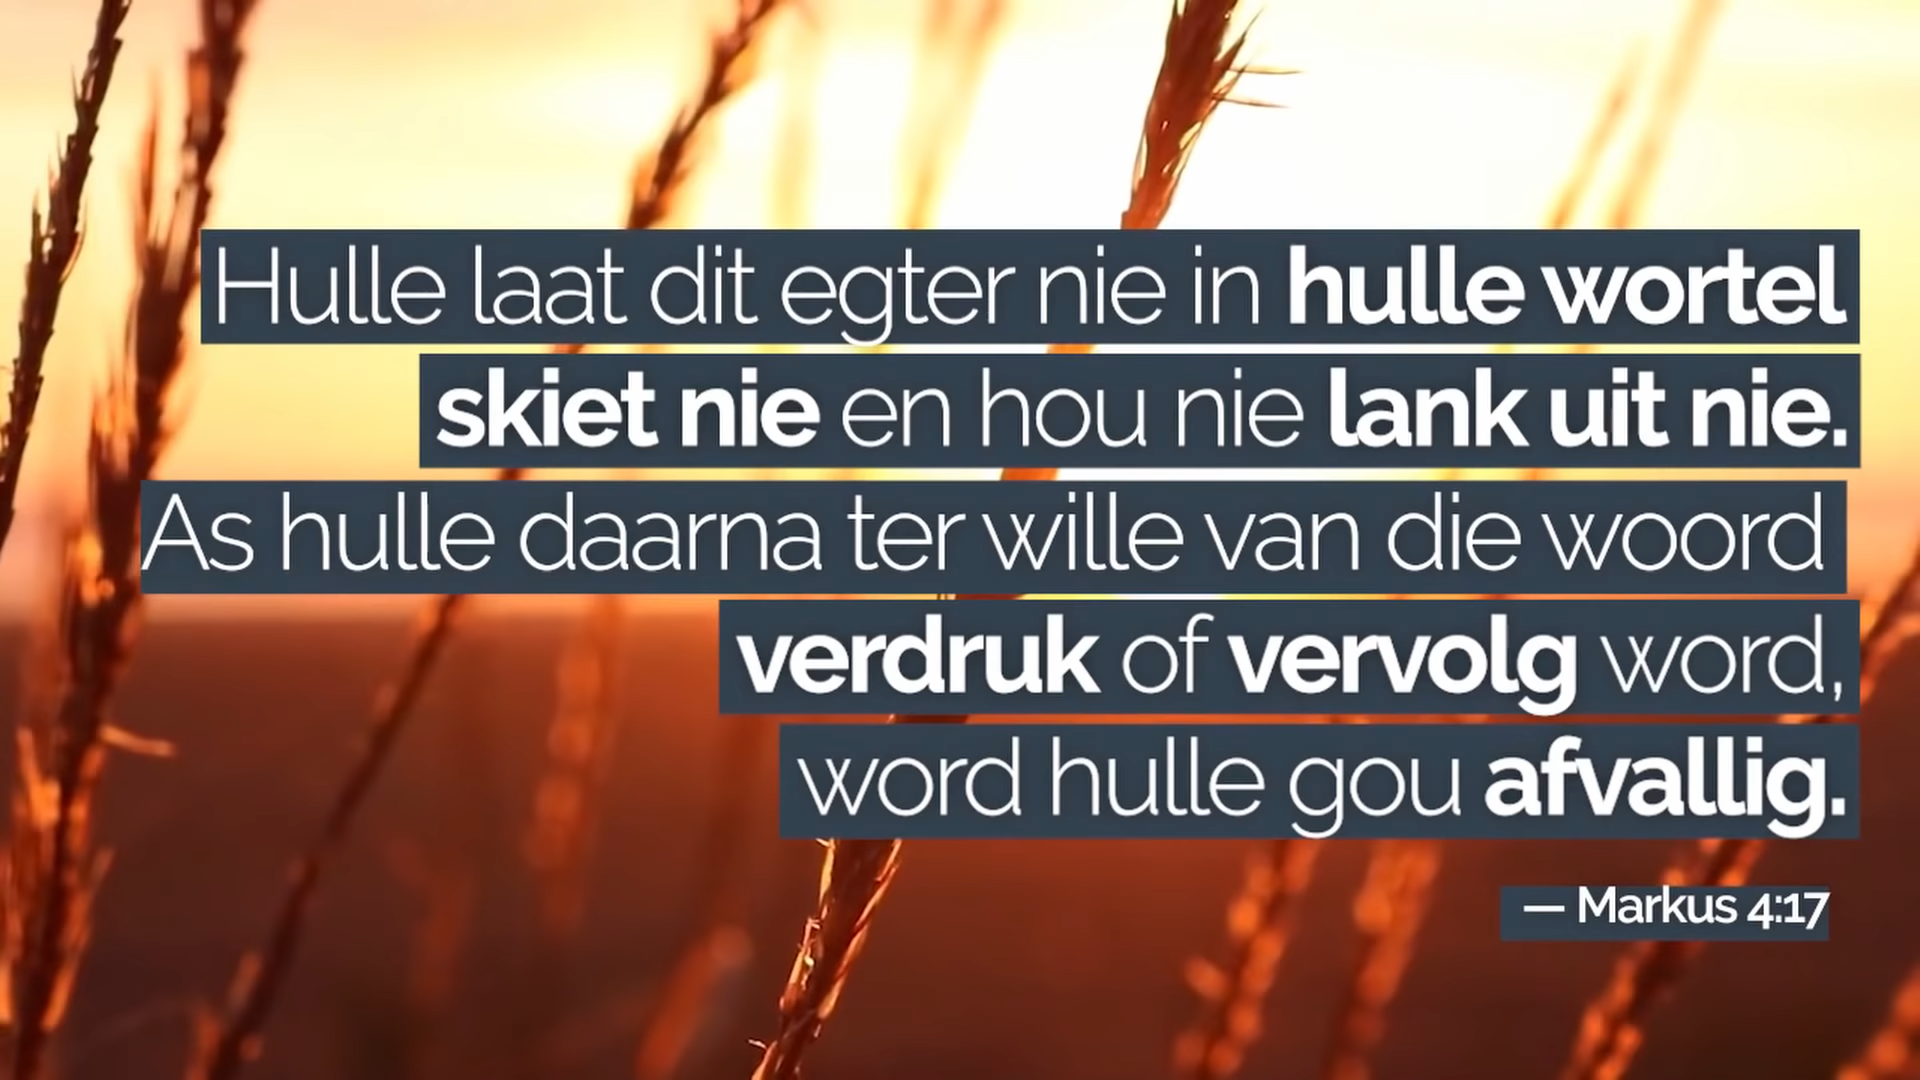 Hulle laat dit egter nie in hulle wortel
skiet nie en hou nie lank uit nie.
As hulle daarna ter wille van die woord
verdruk of vervolg word,
word hulle gou afvallig.
— Markus 4:17